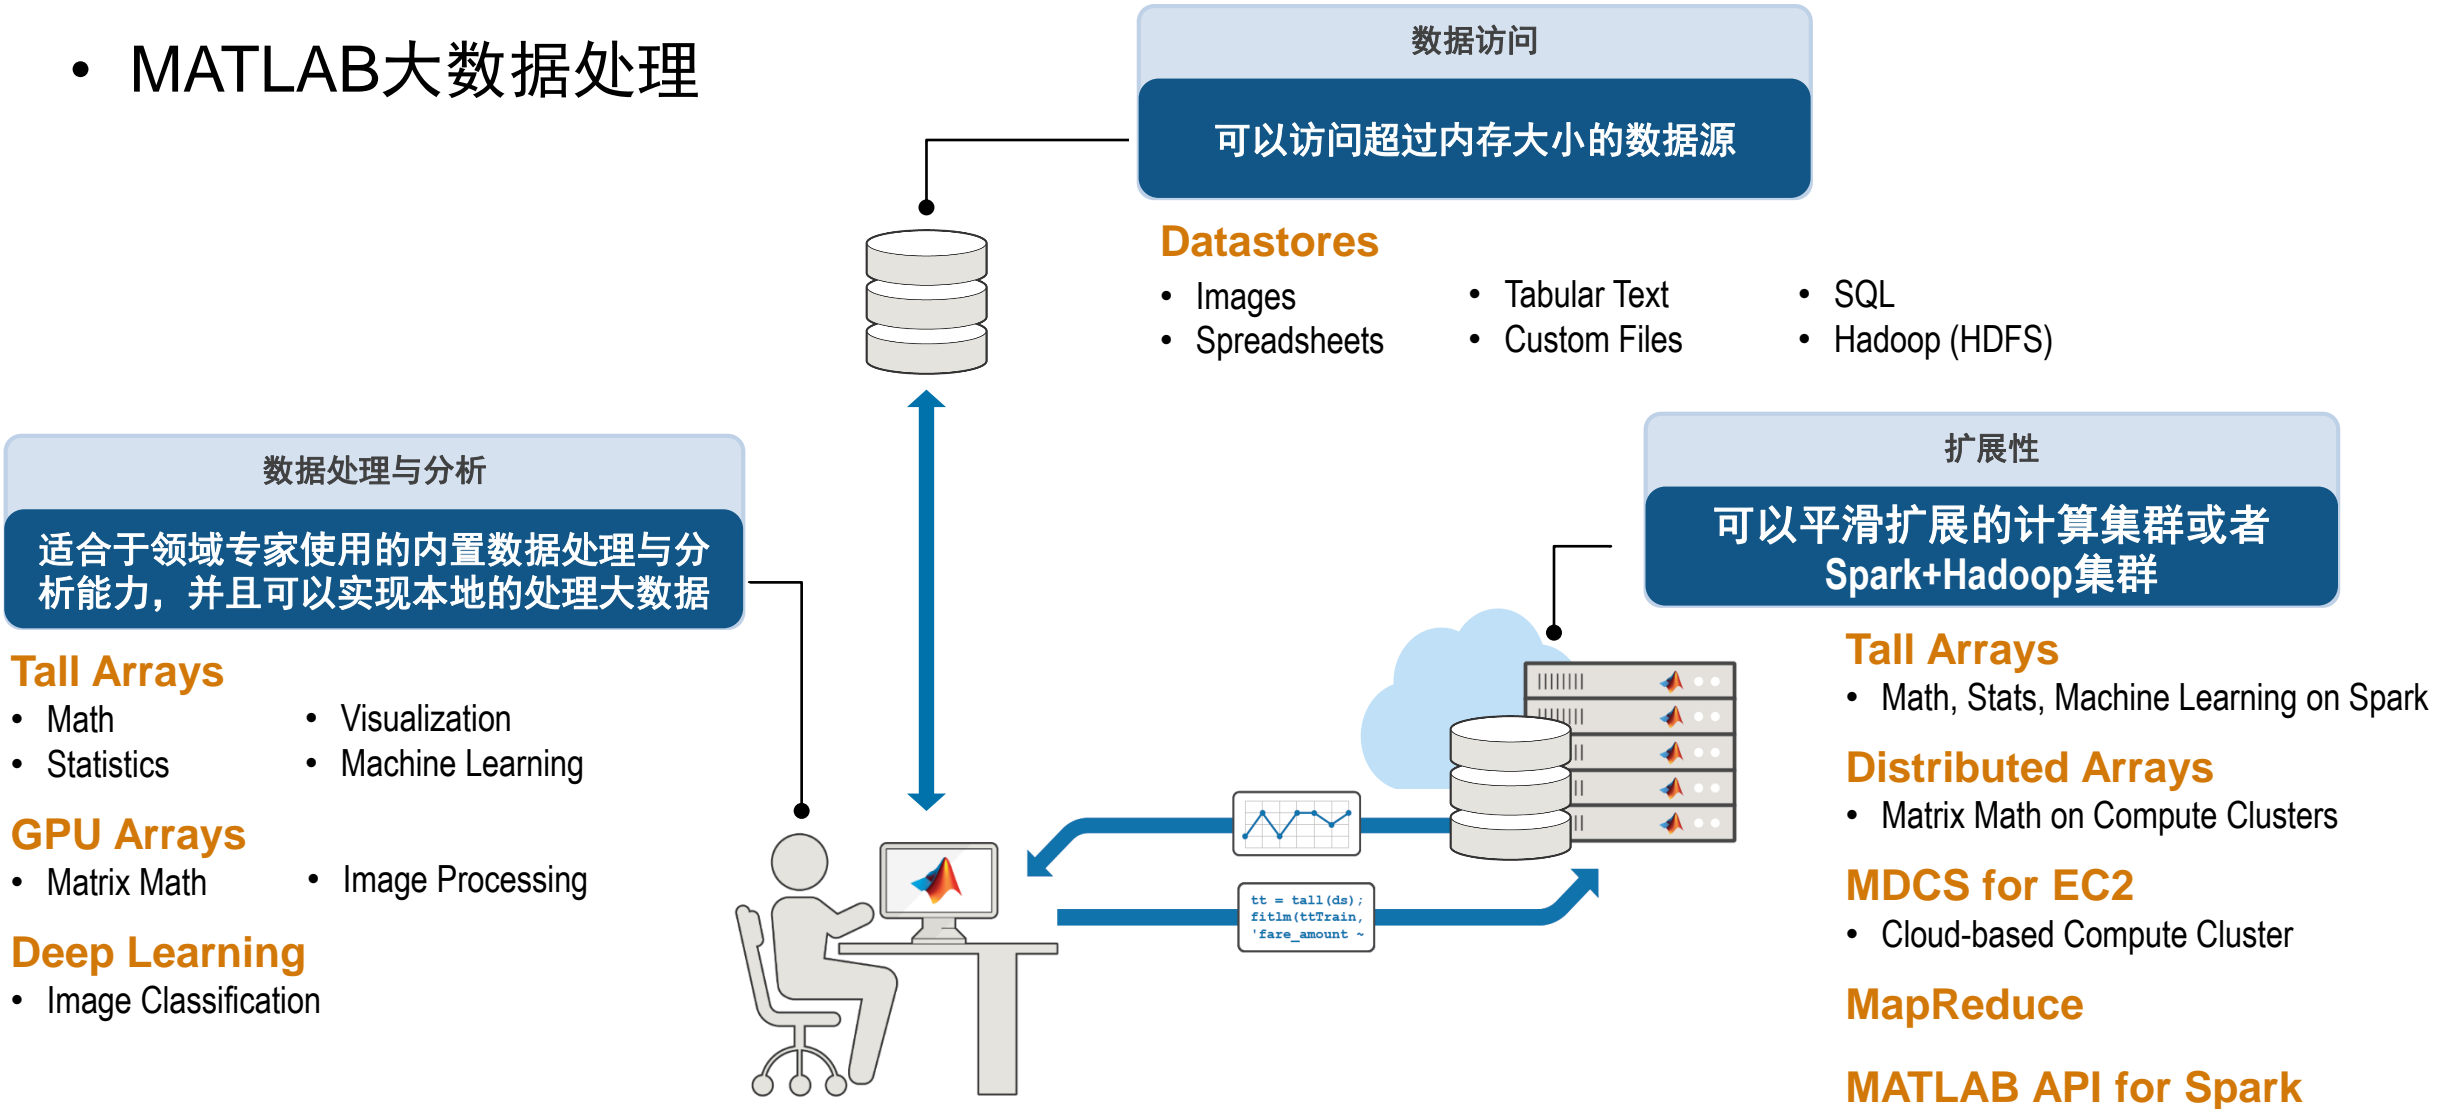 • MATLAB大数据处理
数据访问
可以访问超过内存大小的数据源
Datastores
• Images
• Spreadsheets
• Tabular Text
• Custom Files
• SQL
• Hadoop (HDFS)
数据处理与分析
适合于领域专家使用的内置数据处理与分
析能力，并且可以实现本地的处理大数据
Tall Arrays
• Math
• Statistics
• Visualization
• Machine Learning
GPU Arrays
• Matrix Math
• Image Processing
Deep Learning
• Image Classification
tt = tall(ds);
fitlm(ttTrain,
'fare_amount ~
扩展性
可以平滑扩展的计算集群或者
Spark+Hadoop集群
Tall Arrays
• Math, Stats, Machine Learning on Spark
Distributed Arrays
• Matrix Math on Compute Clusters
MDCS for EC2
• Cloud-based Compute Cluster
MapReduce
MATLAB API for Spark